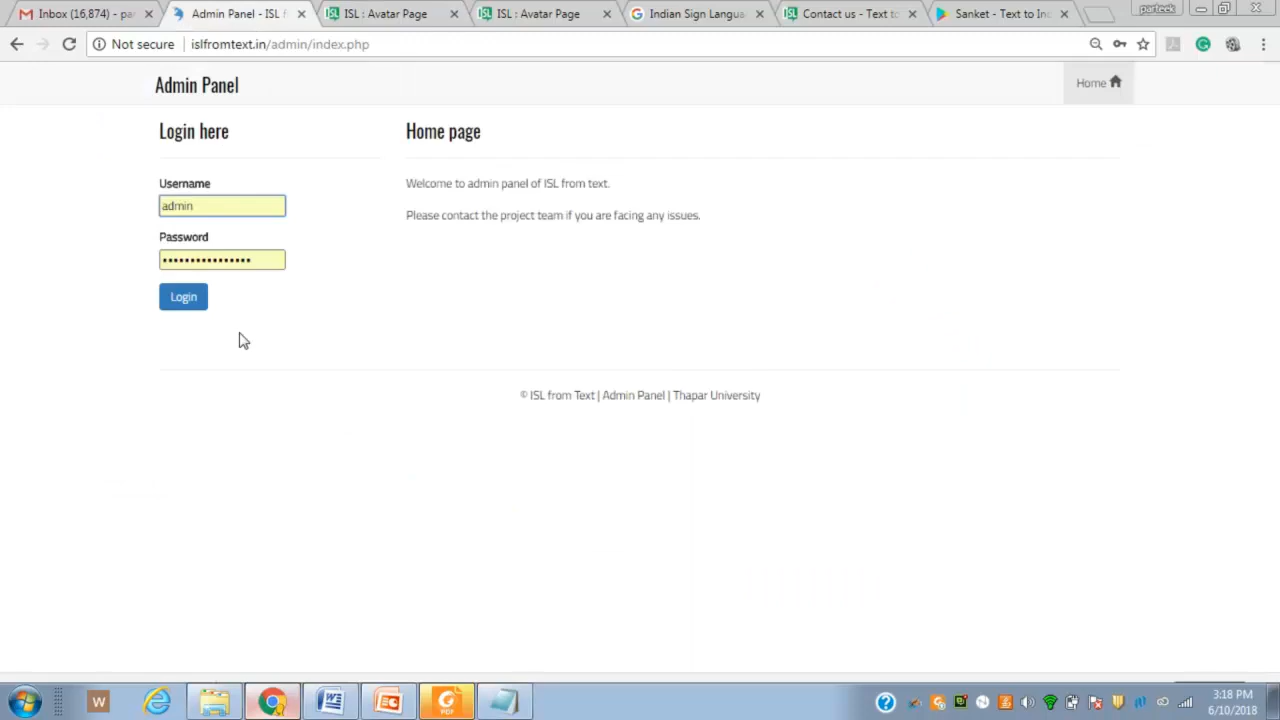 Inbox (16,874) - pa
Admin Panel - ISL f
ISL : Avatar Page
ISL : Avatar Page
Indian Sign Langua
Contact us - Text to
Sanket - Text to In
parteek
Not secure
islfromtext.in/admin/index.php
Admin Panel
Home
Login here
Home page
Username
Welcome to admin panel of ISL from text.
admin
Please contact the project team if you are facing any issues.
Password
Login
© ISL from Text | Admin Panel | Thapar University
3:18 PM
6/10/2018